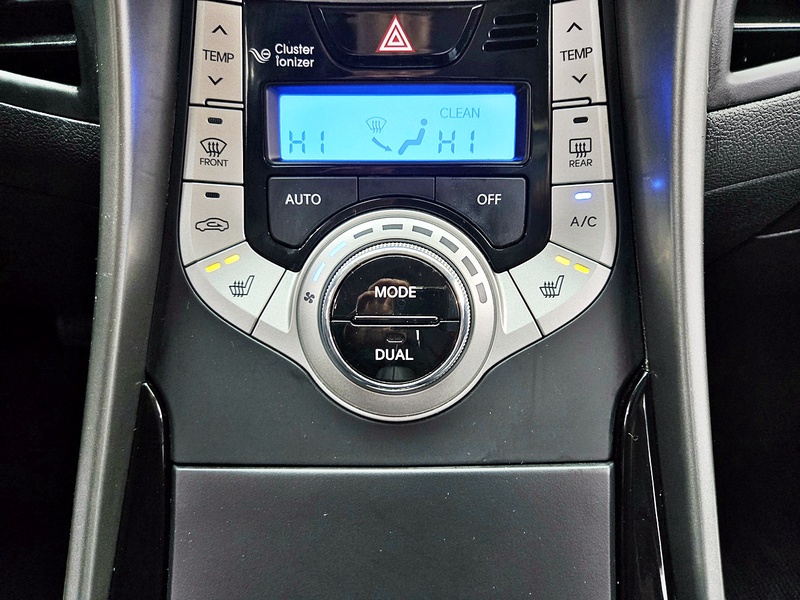 TEMP
Cluster
ionizer
TEMP
CLEAN
HI
HI
FRONT
REAR
AUTO
OFF
A/C
MODE
DUAL